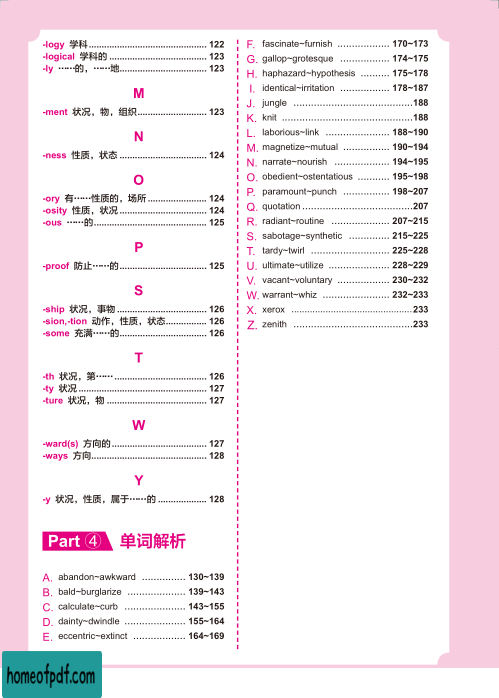 -logy 学科 ........................................ 122
-logical 学科的 .................................. 123
-ly ……的，……地.............................. 123
M
-ment 状况，物，组织........................ 123
N
-ness 性质，状态 .............................. 124
O
-ory 有……性质的，场所 .................... 124
-osity 性质，状况 .............................. 124
-ous ……的....................................... 125
P
-proof 防止……的.............................. 125
S
-ship 状况，事物 ............................... 126
-sion,-tion 动作，性质，状态.............. 126
-some 充满……的.............................. 126
T
-th 状况，第…… ................................ 126
-ty 状况 ............................................ 127
-ture 状况，物 ................................... 127
W
-ward(s) 方向的 ................................ 127
-ways 方向........................................ 128
Y
-y 状况，性质，属于……的 ................... 128
Part ④ 单词解析
A. abandon~awkward ............... 130~139
B. bald~burglarize .................... 139~143
C. calculate~curb ..................... 143~155
D. dainty~dwindle ..................... 155~164
E. eccentric~extinct .................. 164~169
F. fascinate~furnish .................. 170~173
G. gallop~grotesque ................. 174~175
H. haphazard~hypothesis .......... 175~178
I. identical~irritation ................. 178~187
J. jungle .........................................188
K. knit .............................................188
L. laborious~link ...................... 188~190
M. magnetize~mutual ................ 190~194
N. narrate~nourish ................... 194~195
O. obedient~ostentatious ........... 195~198
P. paramount~punch ................. 198~207
Q. quotation ......................................207
R. radiant~routine .................... 207~215
S. sabotage~synthetic .............. 215~225
T. tardy~twirl ........................... 225~228
U. ultimate~utilize ..................... 228~229
V. vacant~voluntary .................. 230~232
W. warrant~whiz ....................... 232~233
X. xerox ..........................................233
Z. zenith .........................................233
homeofpdf.com